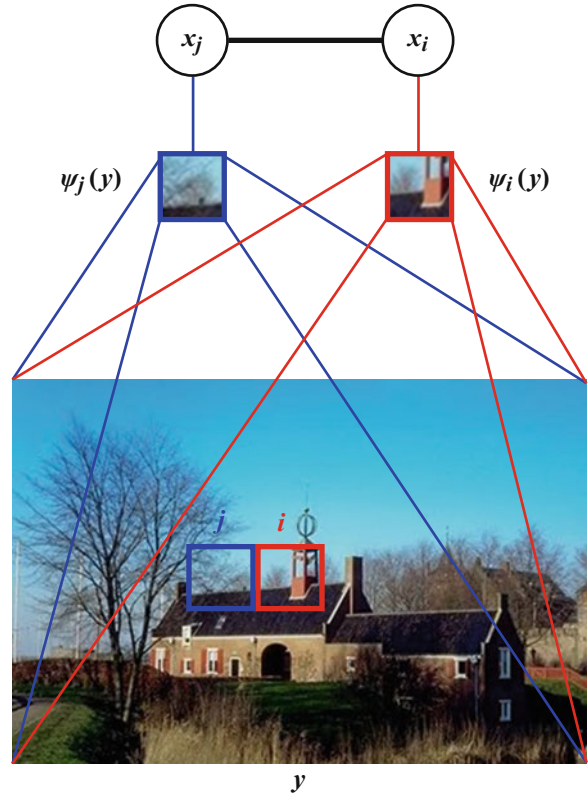 x_j x_i
ψ_j(y) ψ_i(y)
j i
y